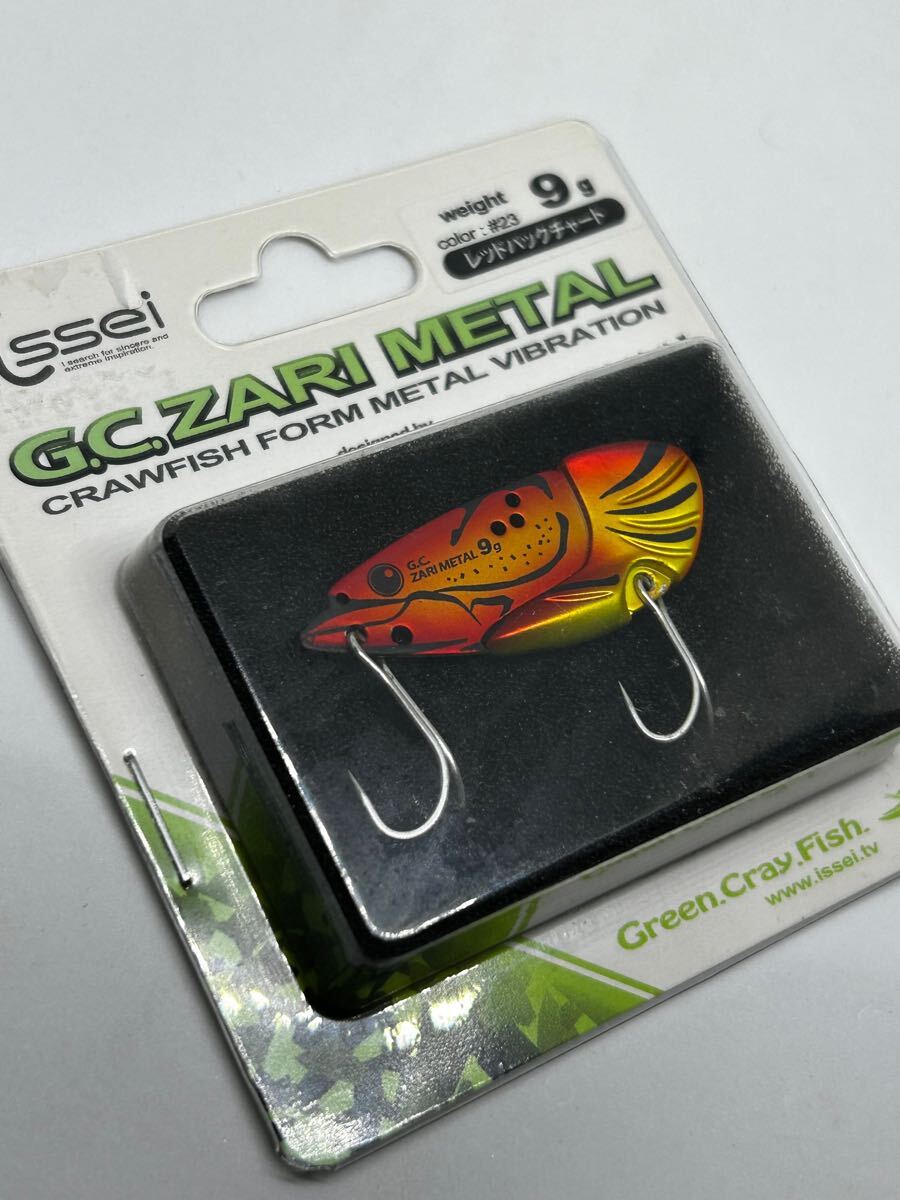 weight 9 g
color : #23
レッドバックチャート
issei
I search for sincere and
extreme inspiration.
G.C.ZARI METAL
CRAWFISH FORM METAL VIBRATION
designed by
G.C.
ZARI METAL 9g
Green.Cray.Fish.
www.issei.tv